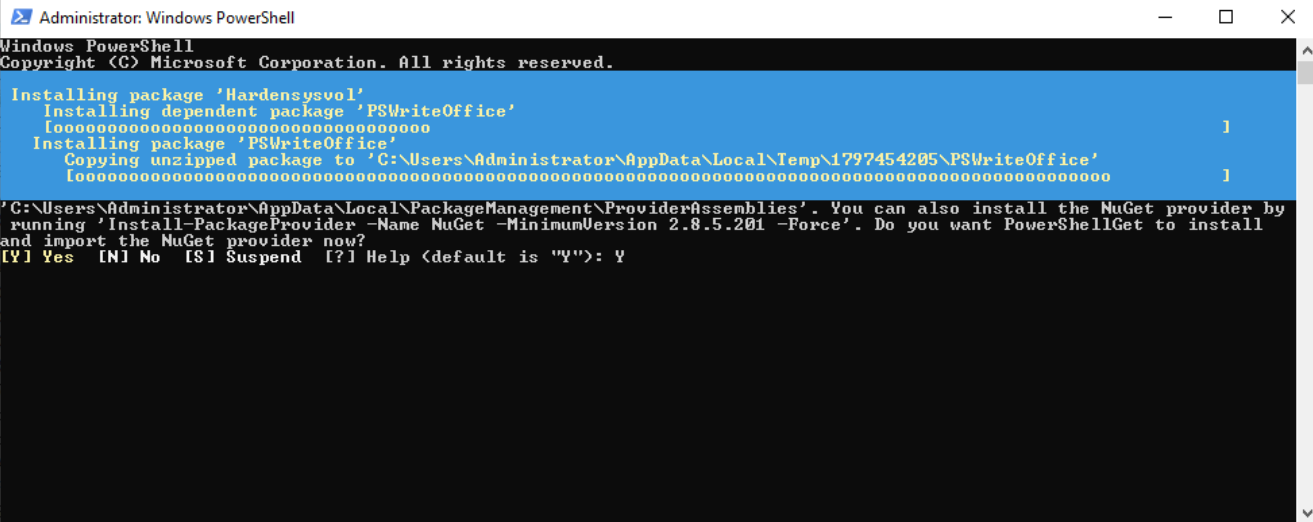 Administrator: Windows PowerShell
Windows PowerShell
Copyright (C) Microsoft Corporation. All rights reserved.
Installing package 'Hardensysvol'
Installing dependent package 'PSWriteOffice'
[ooooooooooooooooooooooooooooooooooo ]
Installing package 'PSWriteOffice'
Copying unzipped package to 'C:\Users\Administrator\AppData\Local\Temp\1797454205\PSWriteOffice'
[ooooooooooooooooooooooooooooooooooooooooooooooooooooooooooooooooooooooooooooooooooooooooooooooooo ]
'C:\Users\Administrator\AppData\Local\PackageManagement\ProviderAssemblies'. You can also install the NuGet provider by
running 'Install-PackageProvider -Name NuGet -MinimumVersion 2.8.5.201 -Force'. Do you want PowerShellGet to install
and import the NuGet provider now?
[Y] Yes  [N] No  [S] Suspend  [?] Help (default is "Y"): Y